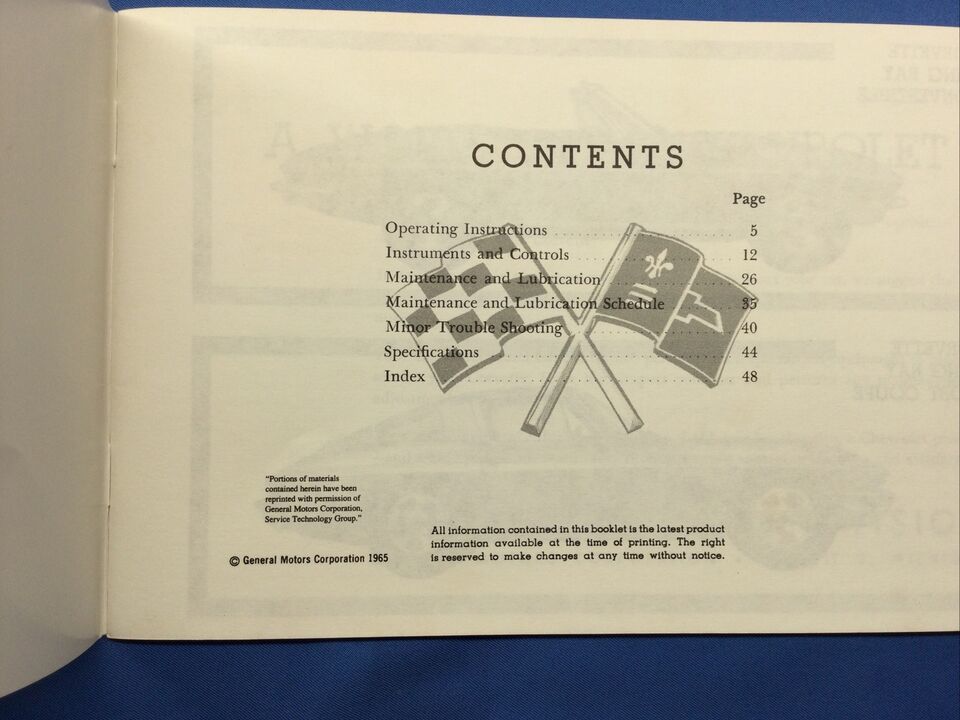 CONTENTS
Page
Operating Instructions 5
Instruments and Controls 12
Maintenance and Lubrication 26
Maintenance and Lubrication Schedule 35
Minor Trouble Shooting 40
Specifications 44
Index 48
"Portions of materials
contained herein have been
reprinted with permission of
General Motors Corporation,
Service Technology Group."
© General Motors Corporation 1965
All information contained in this booklet is the latest product
information available at the time of printing. The right
is reserved to make changes at any time without notice.